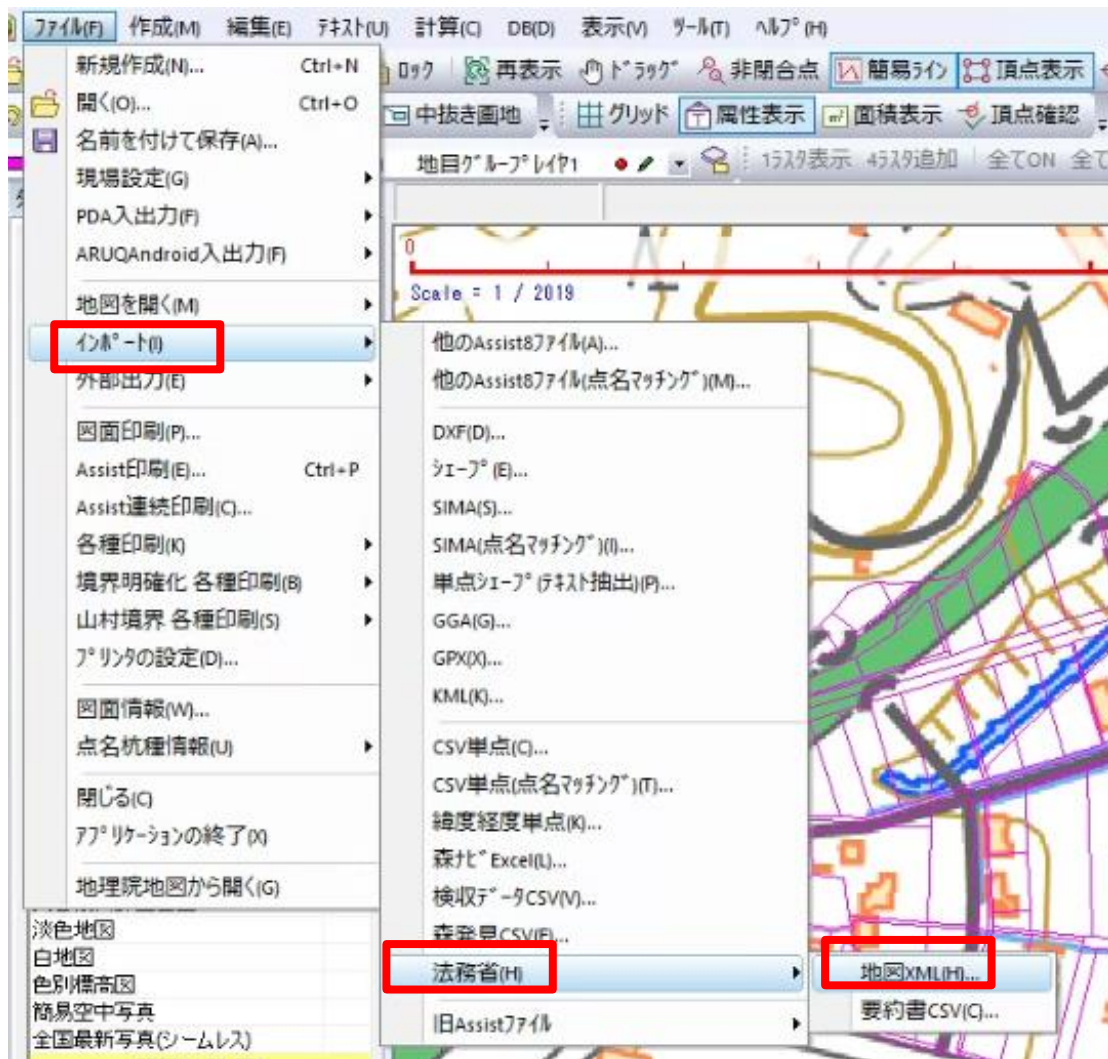 ファイル(F) 作成(M) 編集(E) テキスト(U) 計算(C) DB(D) 表示(V) ツール(T) ヘルプ(H)
ロック 再表示 ドラッグ 非閉合点 簡易ライン 頂点表示
中抜き画地 グリッド 属性表示 面積表示 頂点確認
地目グループレイヤ1 1ラスタ表示 4ラスタ追加 全てON
新規作成(N)... Ctrl+N
開く(O)... Ctrl+O
名前を付けて保存(A)...
現場設定(G)
PDA入出力(F)
ARUQAndroid入出力(F)
地図を開く(M)
インポート(I)
外部出力(E)
図面印刷(P)...
Assist印刷(E)... Ctrl+P
Assist連続印刷(C)...
各種印刷(K)
境界明確化 各種印刷(B)
山村境界 各種印刷(S)
プリンタの設定(D)...
図面情報(W)...
点名杭種情報(U)
閉じる(C)
アプリケーションの終了(X)
地理院地図から開く(G)
淡色地図
白地図
色別標高図
簡易空中写真
全国最新写真(シームレス)
0
Scale = 1 / 2019
他のAssist8ファイル(A)...
他のAssist8ファイル(点名マッチング)(M)...
DXF(D)...
シェープ(E)...
SIMA(S)...
SIMA(点名マッチング)(I)...
単点シェープ(テキスト抽出)(P)...
GGA(G)...
GPX(X)...
KML(K)...
CSV単点(C)...
CSV単点(点名マッチング)(T)...
緯度経度単点(K)...
森ナビExcel(L)...
検収データCSV(V)...
森発見CSV(F)...
法務省(H)
旧Assistファイル
地図XML(H)...
要約書CSV(C)...